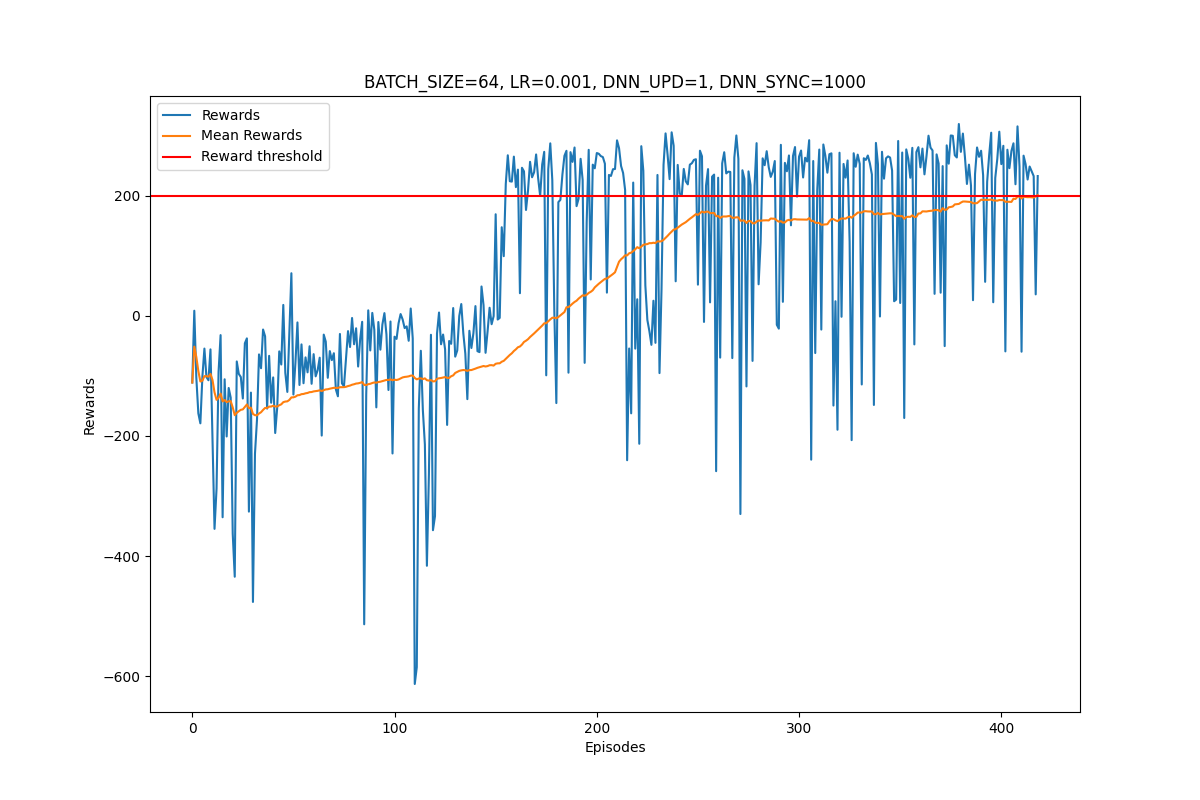 BATCH_SIZE=64, LR=0.001, DNN_UPD=1, DNN_SYNC=1000
Rewards
Mean Rewards
Reward threshold
200
0
−200
−400
−600
Rewards
0
100
200
300
400
Episodes